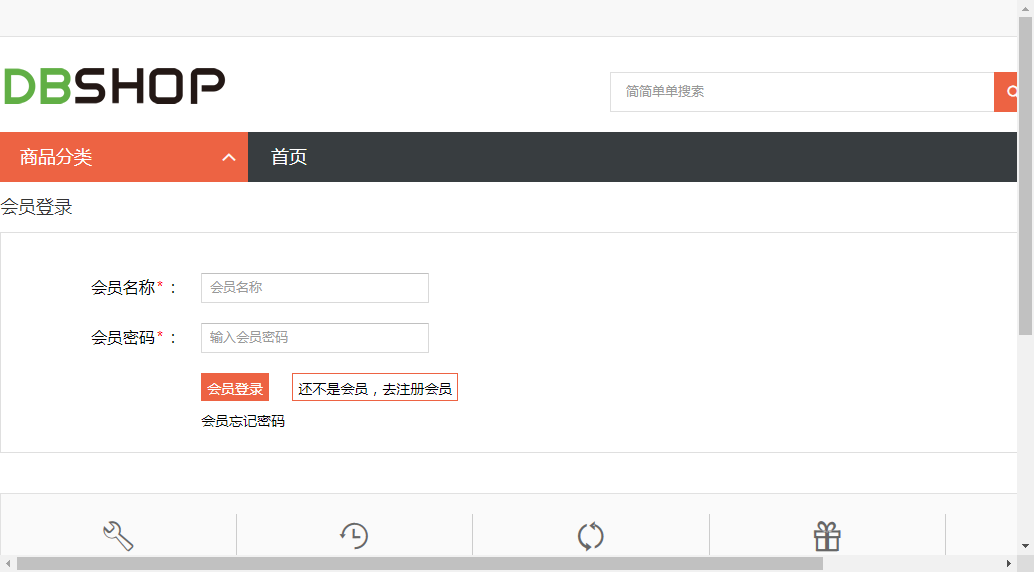 DBSHOP
简简单单搜索
商品分类 首页
会员登录
会员名称*： 会员名称
会员密码*： 输入会员密码
会员登录 还不是会员，去注册会员
会员忘记密码